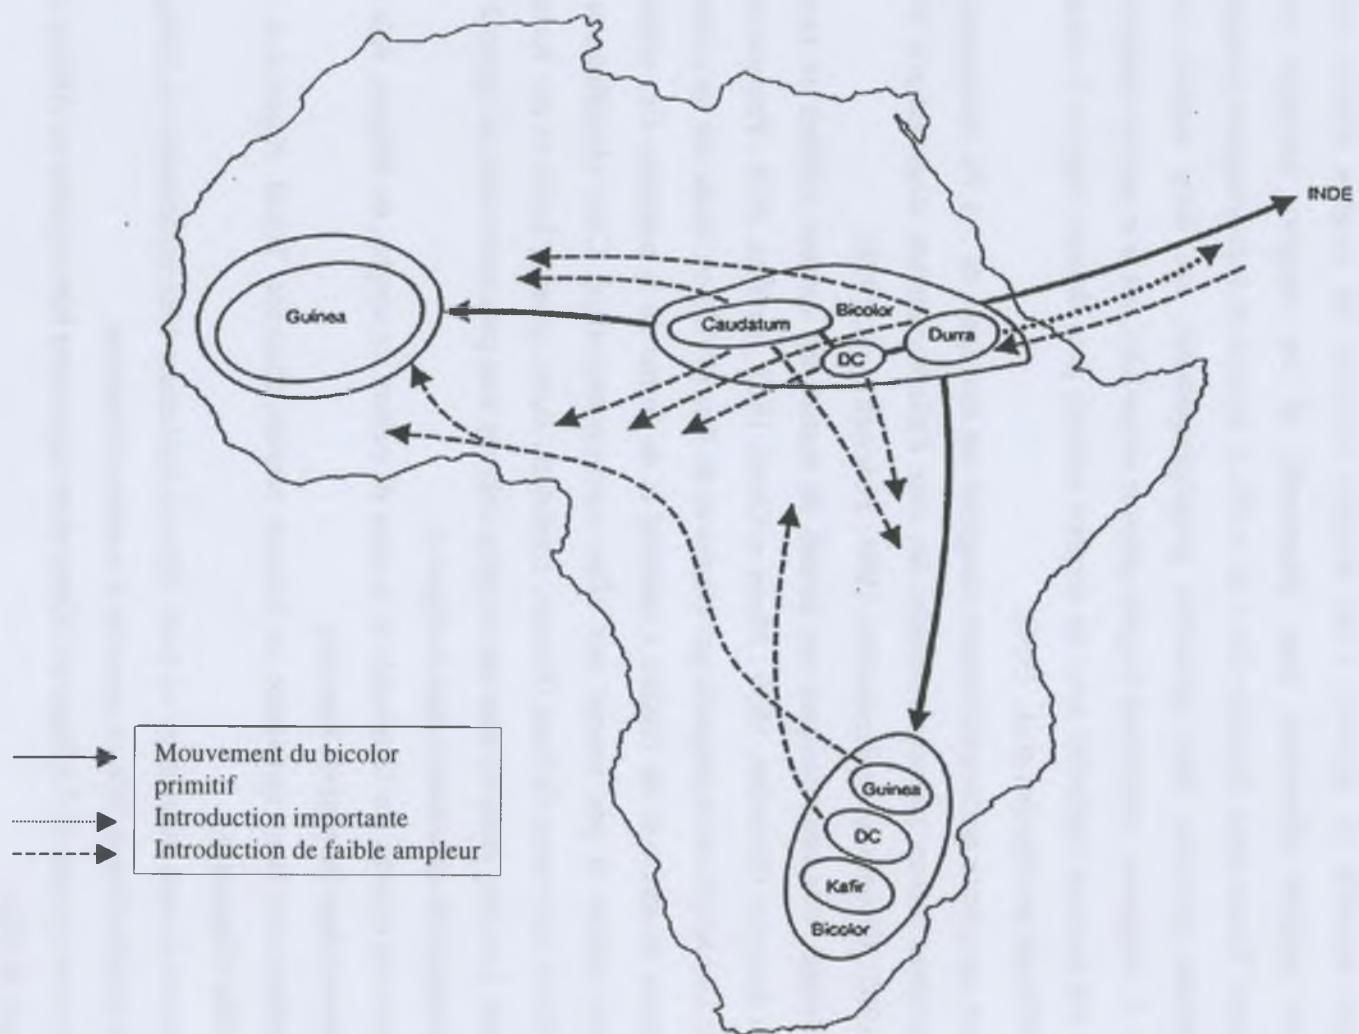 INDE
Guinea
Caudatum
Bicolor
Durra
DC
Guinea
DC
Kafir
Bicolor
Mouvement du bicolor
primitif
Introduction importante
Introduction de faible ampleur